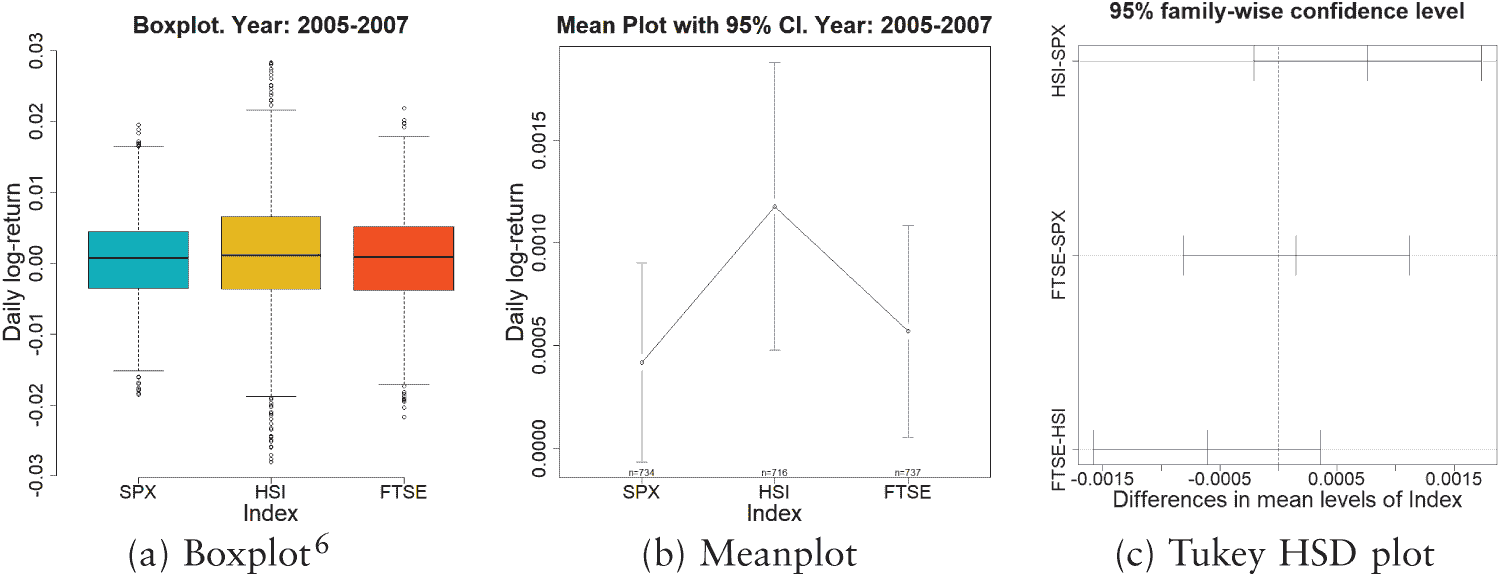 Boxplot. Year: 2005-2007
Daily log-return
0.03
0.02
0.01
0.00
-0.01
-0.02
-0.03
SPX HSI FTSE
Index
(a) Boxplot6
Mean Plot with 95% CI. Year: 2005-2007
Daily log-return
0.0015
0.0010
0.0005
0.0000
n=734 n=716 n=737
SPX HSI FTSE
Index
(b) Meanplot
95% family-wise confidence level
HSI-SPX
FTSE-SPX
FTSE-HSI
-0.0015 -0.0005 0.0005 0.0015
Differences in mean levels of Index
(c) Tukey HSD plot